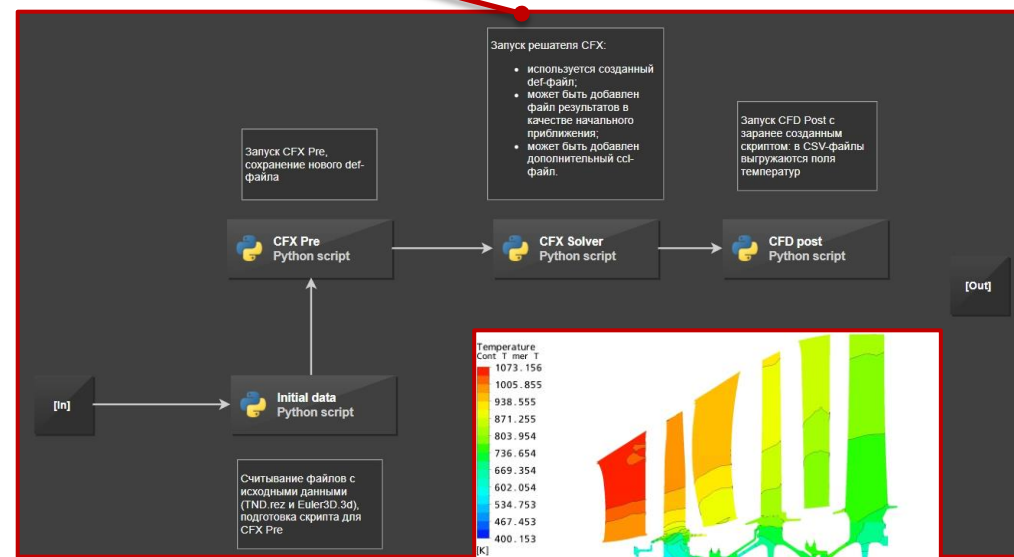 Запуск решателя CFX:
• используется созданный
def-файл;
• может быть добавлен
файл результатов в
качестве начального
приближения;
• может быть добавлен
дополнительный ccl-
файл.
Запуск CFX Pre,
сохранение нового def-
файла
Запуск CFD Post с
заранее созданным
скриптом: в CSV-файлы
выгружаются поля
температур
CFX Pre
Python script
CFX Solver
Python script
CFD post
Python script
[Out]
[In]
Initial data
Python script
Считывание файлов с
исходными данными
(TND.rez и Euler3D.3d),
подготовка скрипта для
CFX Pre
Temperature
Cont T mer T
1073.156
1005.855
938.555
871.255
803.954
736.654
669.354
602.054
534.753
467.453
400.153
[K]